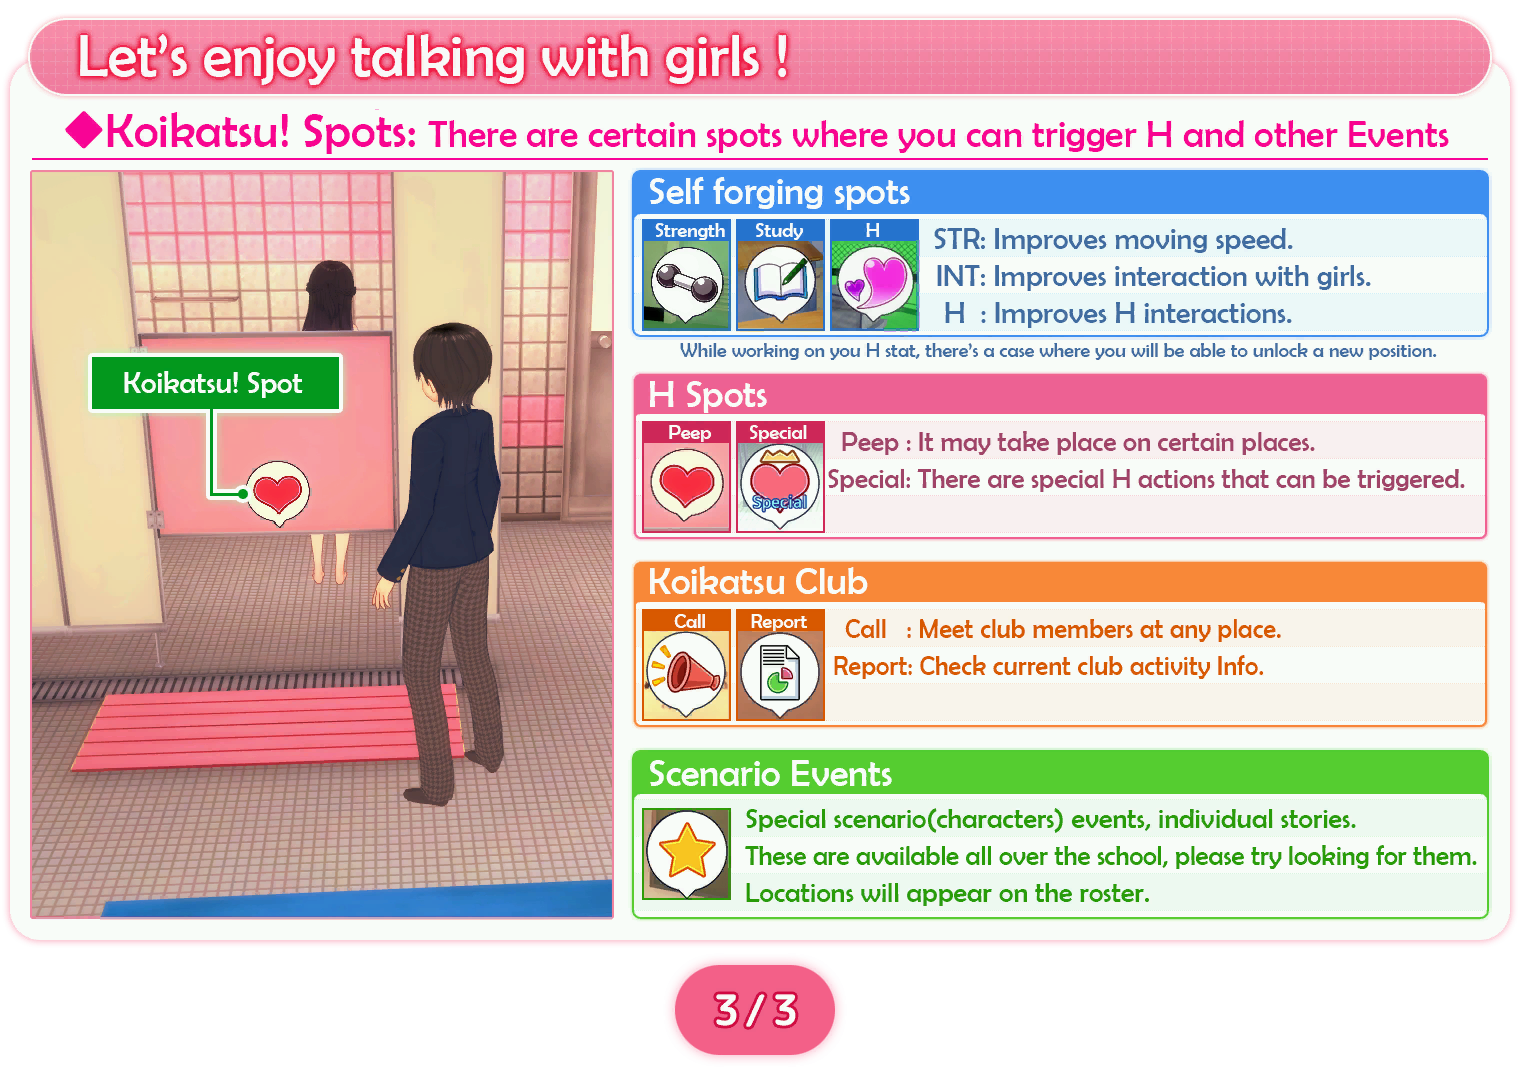 Let's enjoy talking with girls !
◆Koikatsu! Spots: There are certain spots where you can trigger H and other Events
Koikatsu! Spot
Self forging spots
Strength Study H
STR: Improves moving speed.
INT: Improves interaction with girls.
H : Improves H interactions.
While working on you H stat, there's a case where you will be able to unlock a new position.
H Spots
Peep Special
Special
Peep : It may take place on certain places.
Special: There are special H actions that can be triggered.
Koikatsu Club
Call Report
Call : Meet club members at any place.
Report: Check current club activity Info.
Scenario Events
Special scenario(characters) events, individual stories.
These are available all over the school, please try looking for them.
Locations will appear on the roster.
3/3